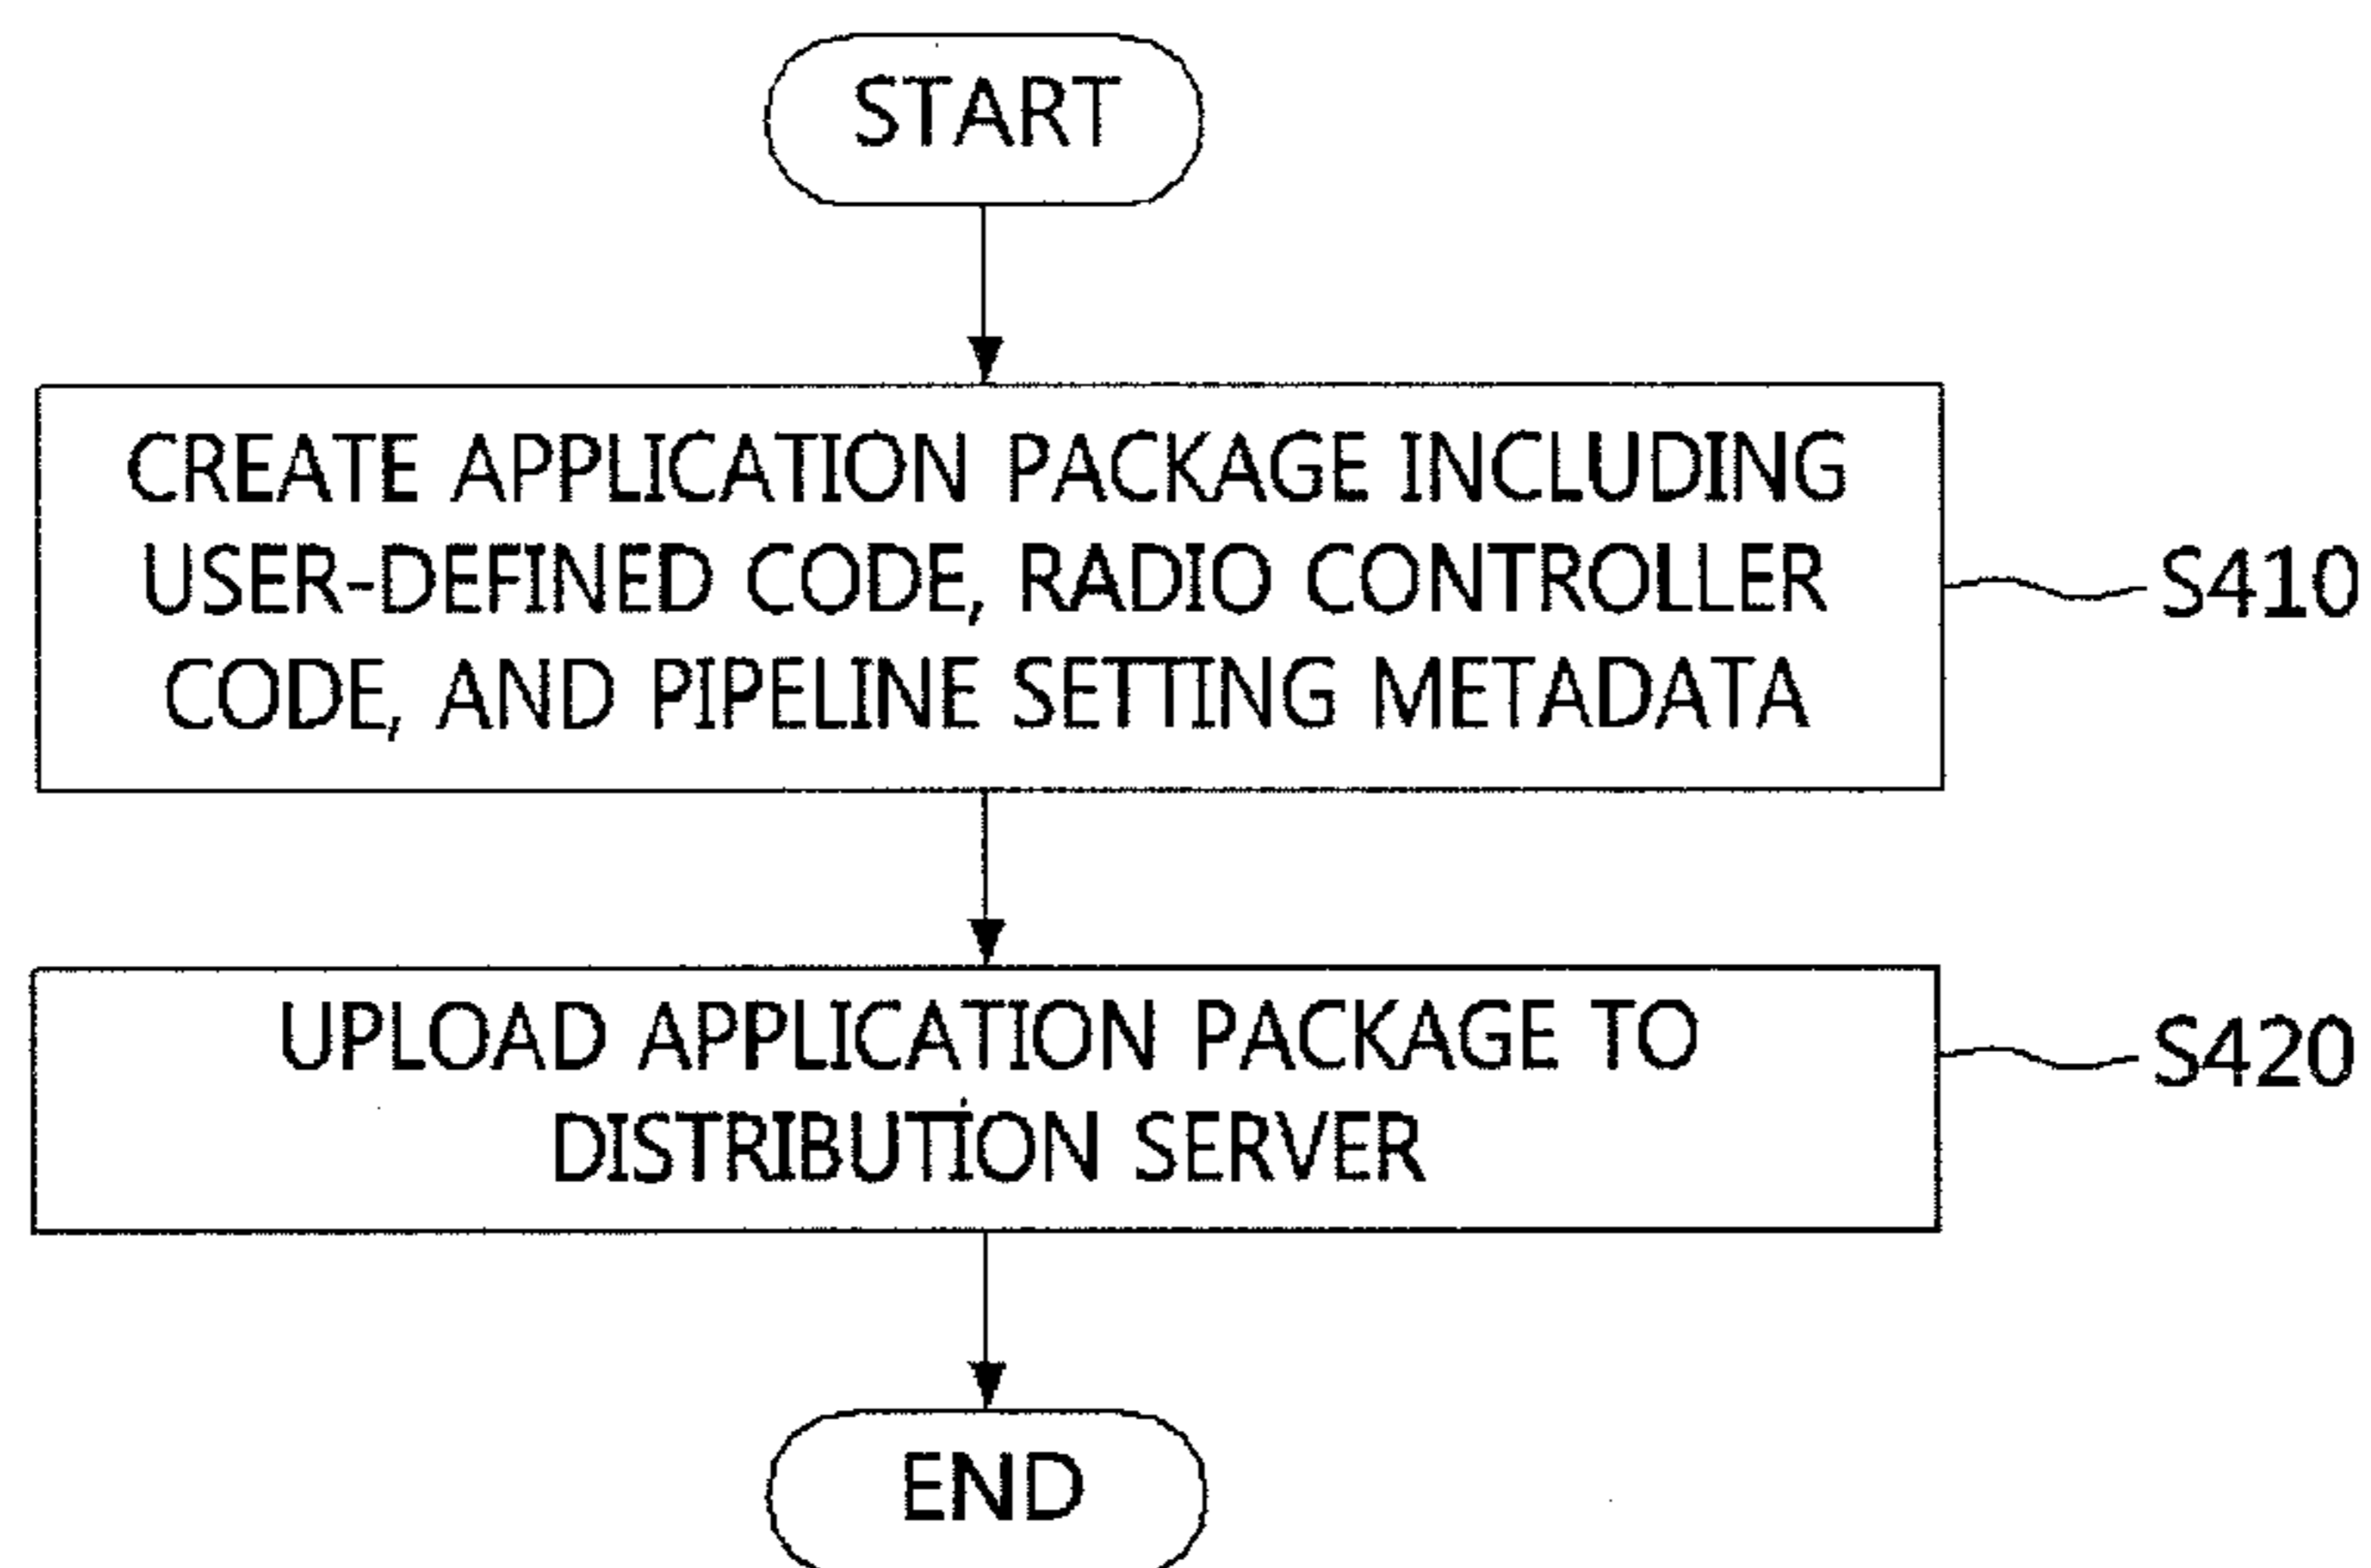 START
CREATE APPLICATION PACKAGE INCLUDING
USER-DEFINED CODE, RADIO CONTROLLER
CODE, AND PIPELINE SETTING METADATA
S410
UPLOAD APPLICATION PACKAGE TO
DISTRIBUTION SERVER
S420
END